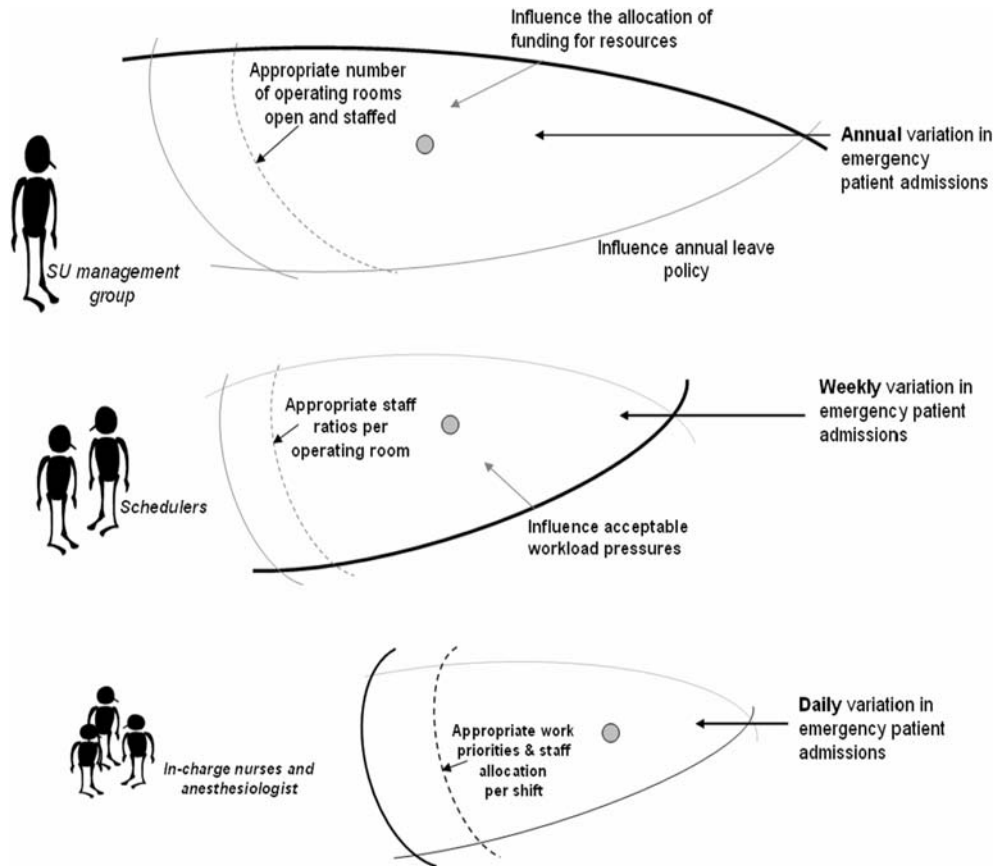 Influence the allocation of
funding for resources
Appropriate number
of operating rooms
open and staffed
Annual variation in
emergency
patient admissions
Influence annual leave
policy
SU management
group
Weekly variation in
emergency patient
admissions
Appropriate staff
ratios per
operating room
Schedulers
Influence acceptable
workload pressures
Daily variation in
emergency patient
admissions
Appropriate work
priorities & staff
allocation
per shift
In-charge nurses and
anesthesiologist